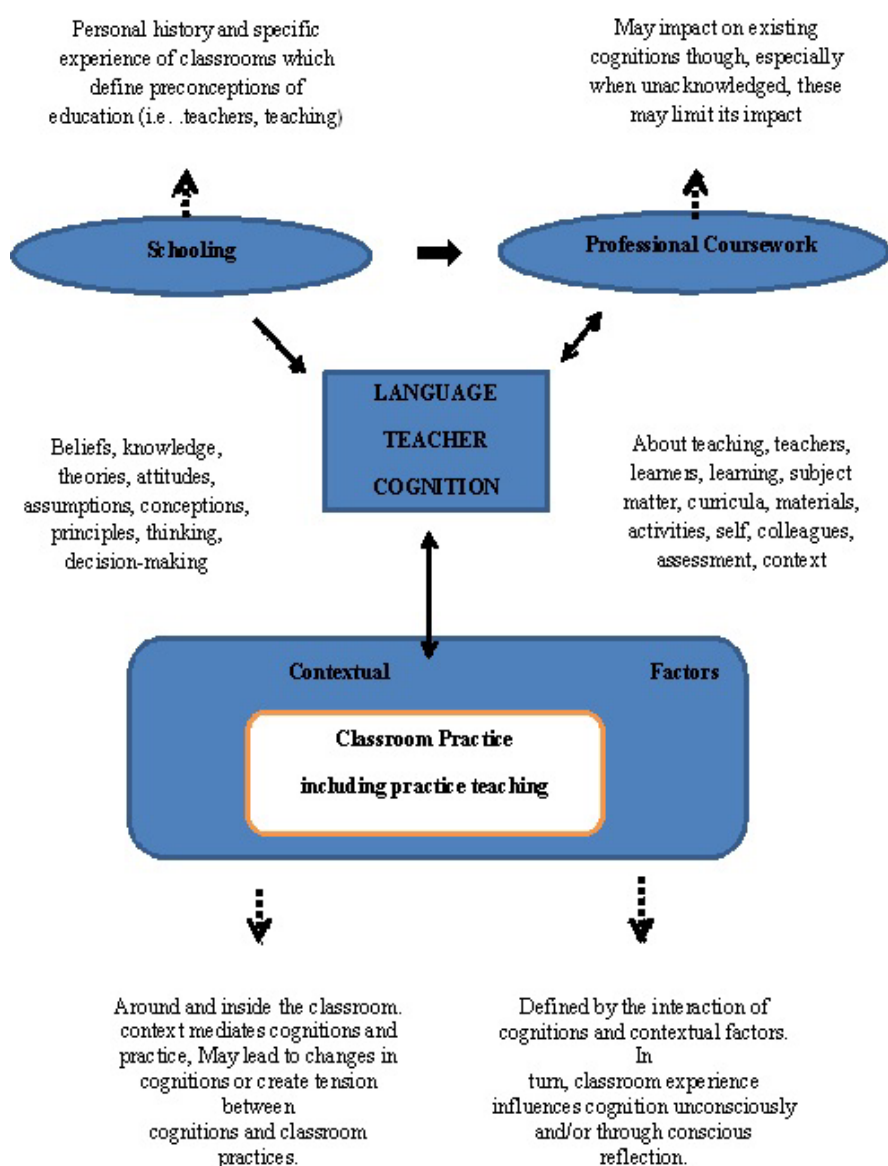 Personal history and specific
experience of classrooms which
define preconceptions of
education (i.e. .teachers, teaching)
May impact on existing
cognitions though, especially
when unacknowledged, these
may limit its impact
Schooling
Professional Coursework
LANGUAGE
TEACHER
COGNITION
Beliefs, knowledge,
theories, attitudes,
assumptions, conceptions,
principles, thinking,
decision-making
About teaching, teachers,
learners, learning, subject
matter, curricula, materials,
activities, self, colleagues,
assessment, context
Contextual Factors
Classroom Practice
including practice teaching
Around and inside the classroom.
context mediates cognitions and
practice, May lead to changes in
cognitions or create tension
between
cognitions and classroom
practices.
Defined by the interaction of
cognitions and contextual factors.
In
turn, classroom experience
influences cognition unconsciously
and/or through conscious
reflection.